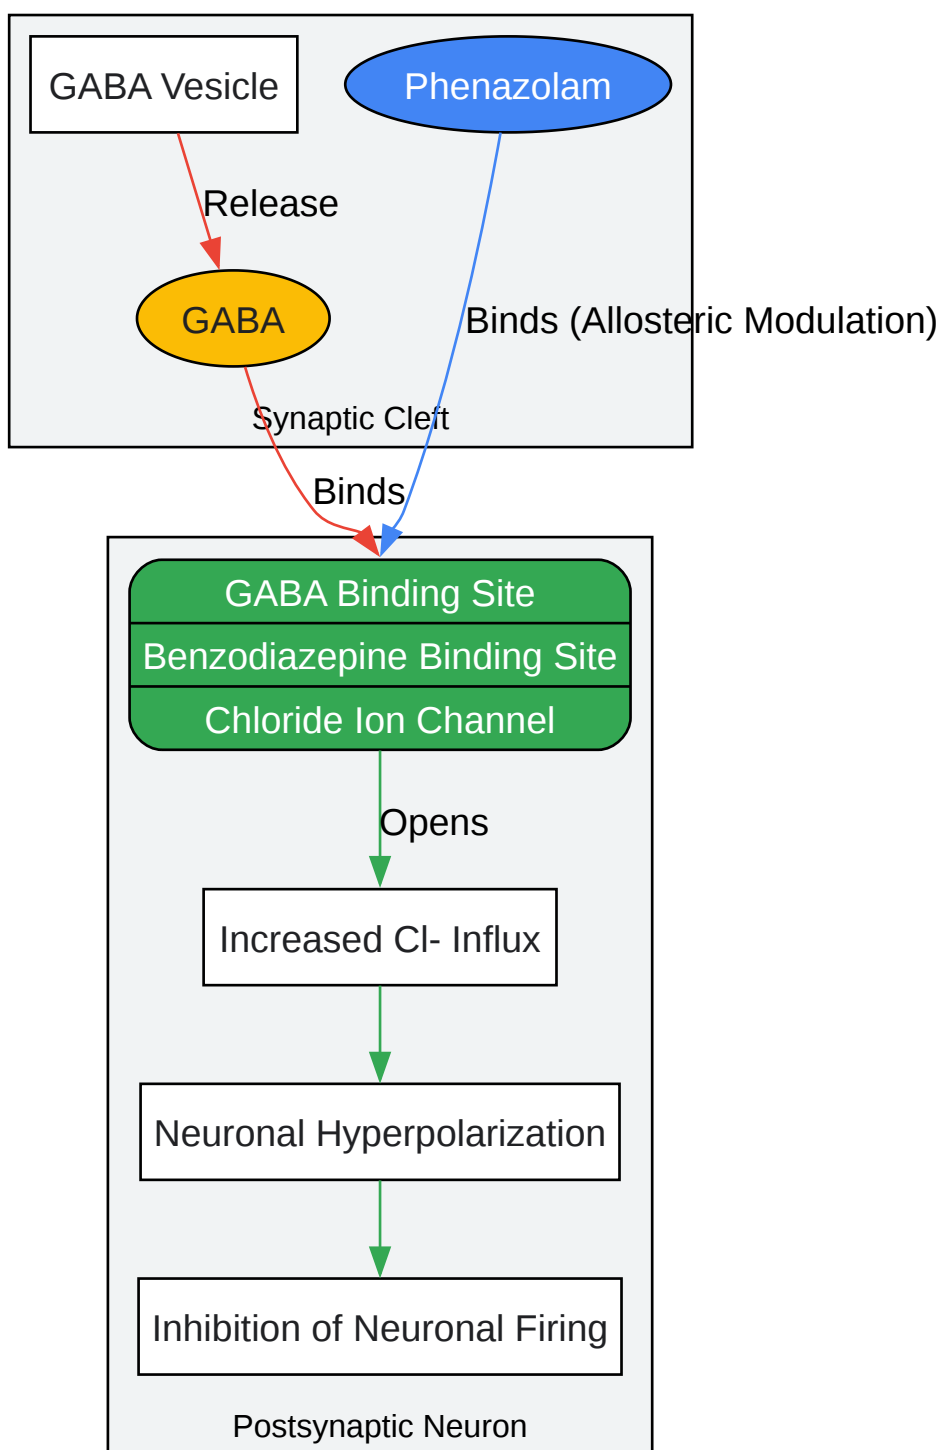 GABA Vesicle
Phenazolam
Release
GABA
Binds (Allosteric Modulation)
Synaptic Cleft
Binds
GABA Binding Site
Benzodiazepine Binding Site
Chloride Ion Channel
Opens
Increased Cl- Influx
Neuronal Hyperpolarization
Inhibition of Neuronal Firing
Postsynaptic Neuron